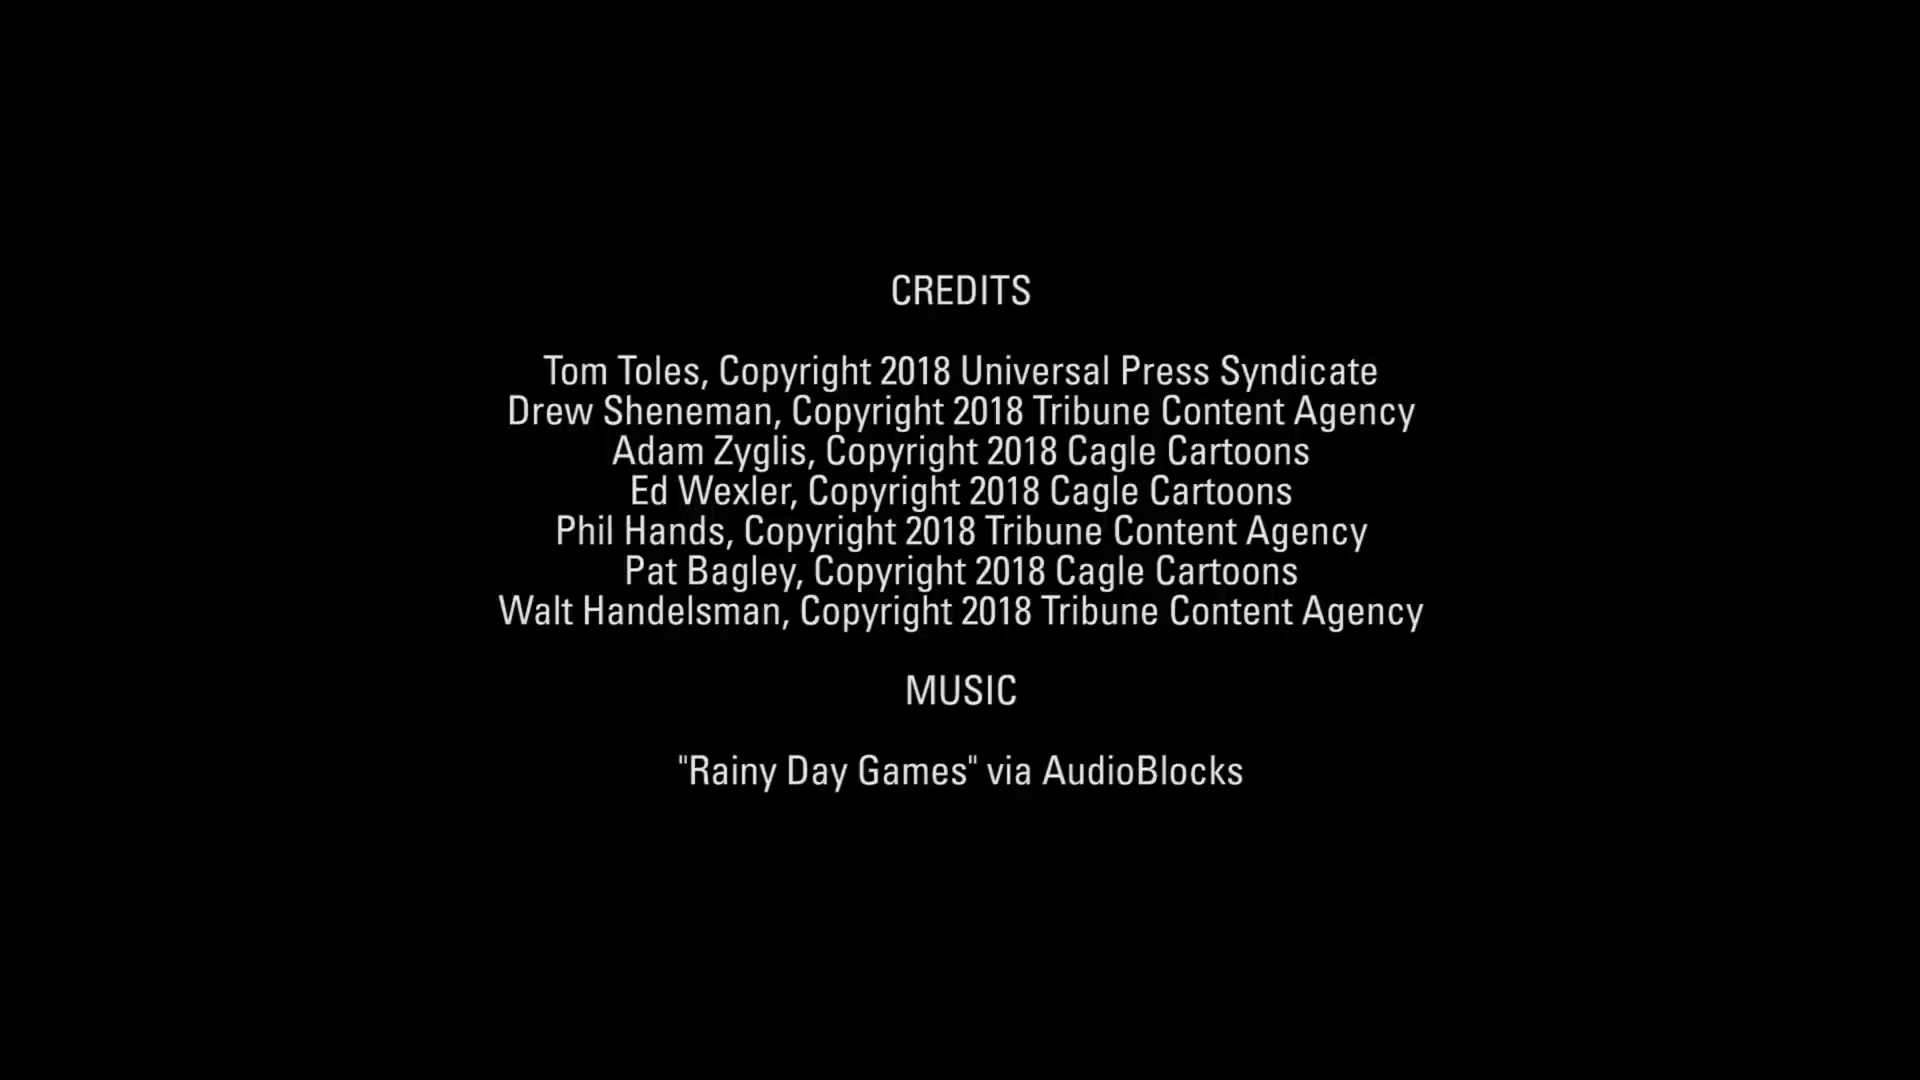 CREDITS
Tom Toles, Copyright 2018 Universal Press Syndicate
Drew Sheneman, Copyright 2018 Tribune Content Agency
Adam Zyglis, Copyright 2018 Cagle Cartoons
Ed Wexler, Copyright 2018 Cagle Cartoons
Phil Hands, Copyright 2018 Tribune Content Agency
Pat Bagley, Copyright 2018 Cagle Cartoons
Walt Handelsman, Copyright 2018 Tribune Content Agency
MUSIC
"Rainy Day Games" via AudioBlocks